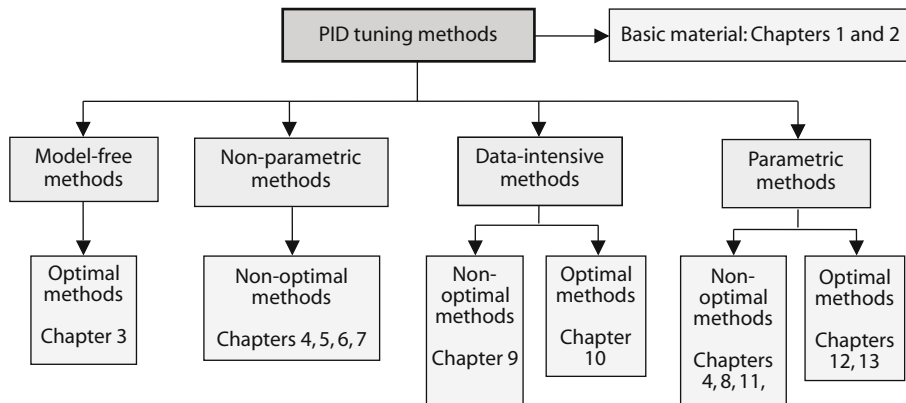 PID tuning methods
Basic material: Chapters 1 and 2
Model-free
methods
Non-parametric
methods
Data-intensive
methods
Parametric
methods
Optimal
methods
Chapter 3
Non-optimal
methods
Chapters 4, 5, 6, 7
Non-
optimal
methods
Chapter 9
Optimal
methods
Chapter
10
Non-
optimal
methods
Chapters
4, 8, 11,
Optimal
methods
Chapters
12, 13